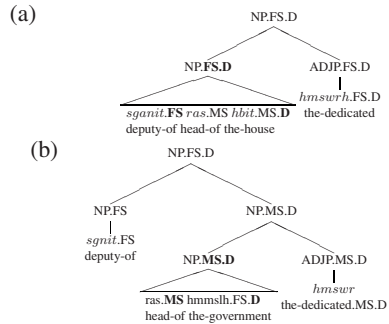 (a)
NP.FS.D
NP.FS.D ADJP.FS.D
sganit.FS ras.MS hbit.MS.D hmswrh.FS.D
deputy-of head-of the-house the-dedicated
(b)
NP.FS.D
NP.FS NP.MS.D
sgnit.FS
deputy-of
NP.MS.D ADJP.MS.D
ras.MS hmmslh.FS.D hmswr
head-of the-government the-dedicated.MS.D